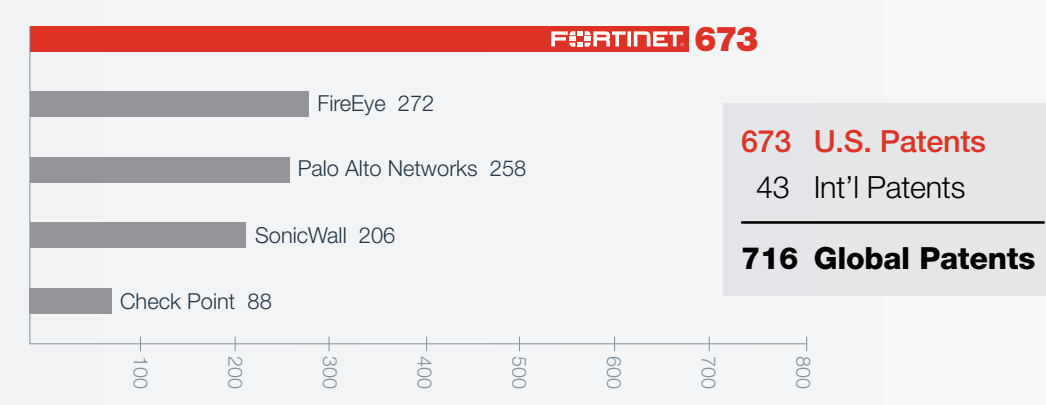 FORTINET 673
FireEye 272
Palo Alto Networks 258
SonicWall 206
Check Point 88
673 U.S. Patents
43 Int'l Patents
716 Global Patents
100
200
300
400
500
600
700
800